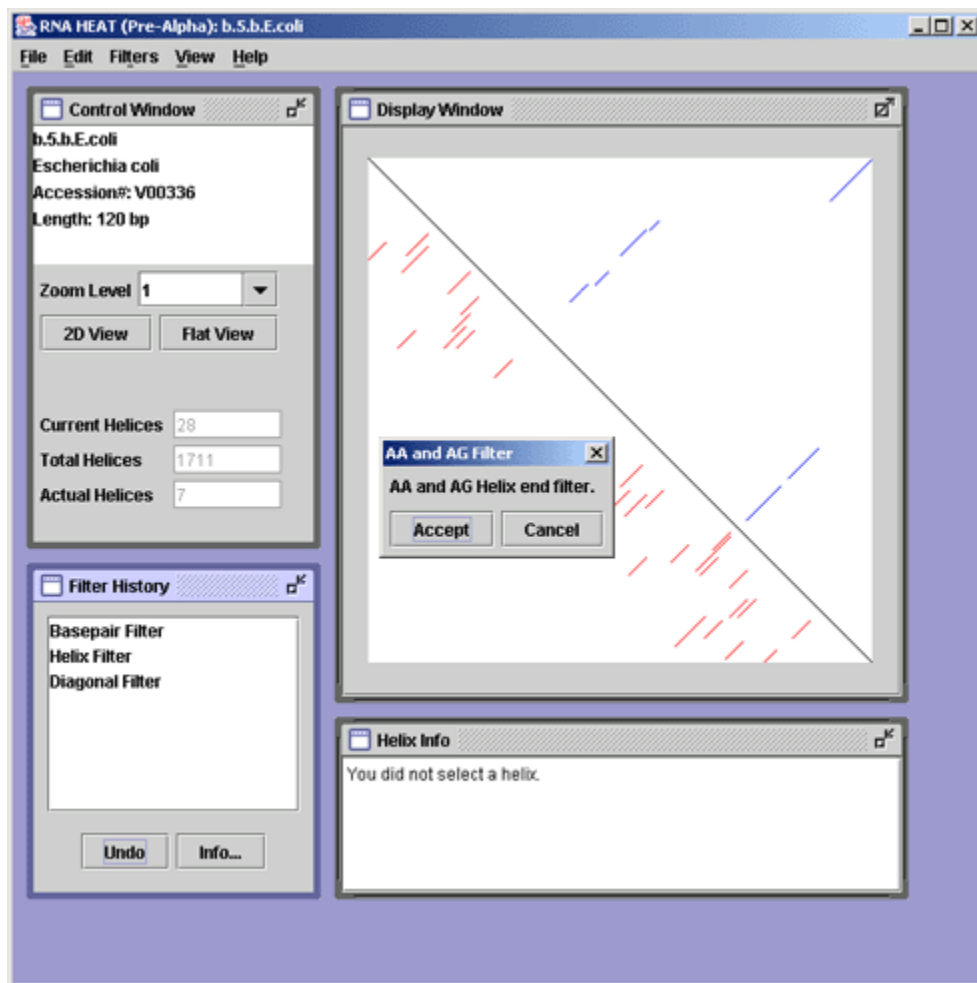 RNA HEAT (Pre-Alpha): b.5.b.E.coli
File Edit Filters View Help
Control Window
b.5.b.E.coli
Escherichia coli
Accession#: V00336
Length: 120 bp
Zoom Level 1
2D View Flat View
Current Helices 28
Total Helices 1711
Actual Helices 7
Filter History
Basepair Filter
Helix Filter
Diagonal Filter
Undo Info...
Display Window
AA and AG Filter
AA and AG Helix end filter.
Accept Cancel
Helix Info
You did not select a helix.